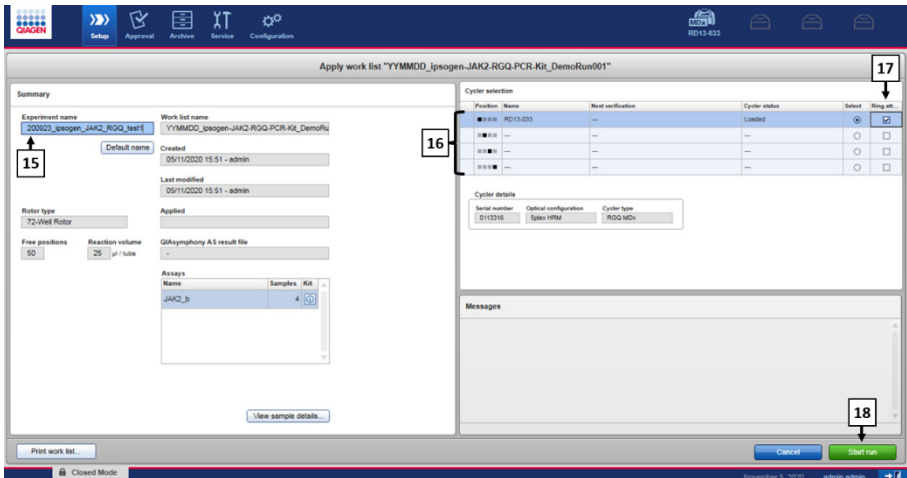 QIAGEN
Setup
Approval
Archive
Service
Configuration
MDx
RD13-033
Apply work list "YYMMDD_ipsogen-JAK2-RGQ-PCR-Kit_DemoRun001"
17
Summary
Experiment name
Work list name
200923_ipsogen_JAK2_RGQ_test1
YYMMDD_ipsogen-JAK2-RGQ-PCR-Kit_DemoRu
15
Default name
Created
05/11/2020 15:51 - admin
Last modified
05/11/2020 15:51 - admin
Rotor type
Applied
72-Well Rotor
Free positions
Reaction volume
QIAsymphony AS result file
50
25 µl / tube
-
Assays
Name Samples Kit
JAK2_b 4
View sample details...
Cycler selection
Position Name Next verification Cycler status Select Ring att...
RD13-033 --- Loaded
--- --- ---
--- --- ---
--- --- ---
16
Cycler details
Serial number Optical configuration Cycler type
0113316 5plex HRM RGQ MDx
Messages
18
Print work list...
Cancel
Start run
Closed Mode
November 5, 2020 admin admin